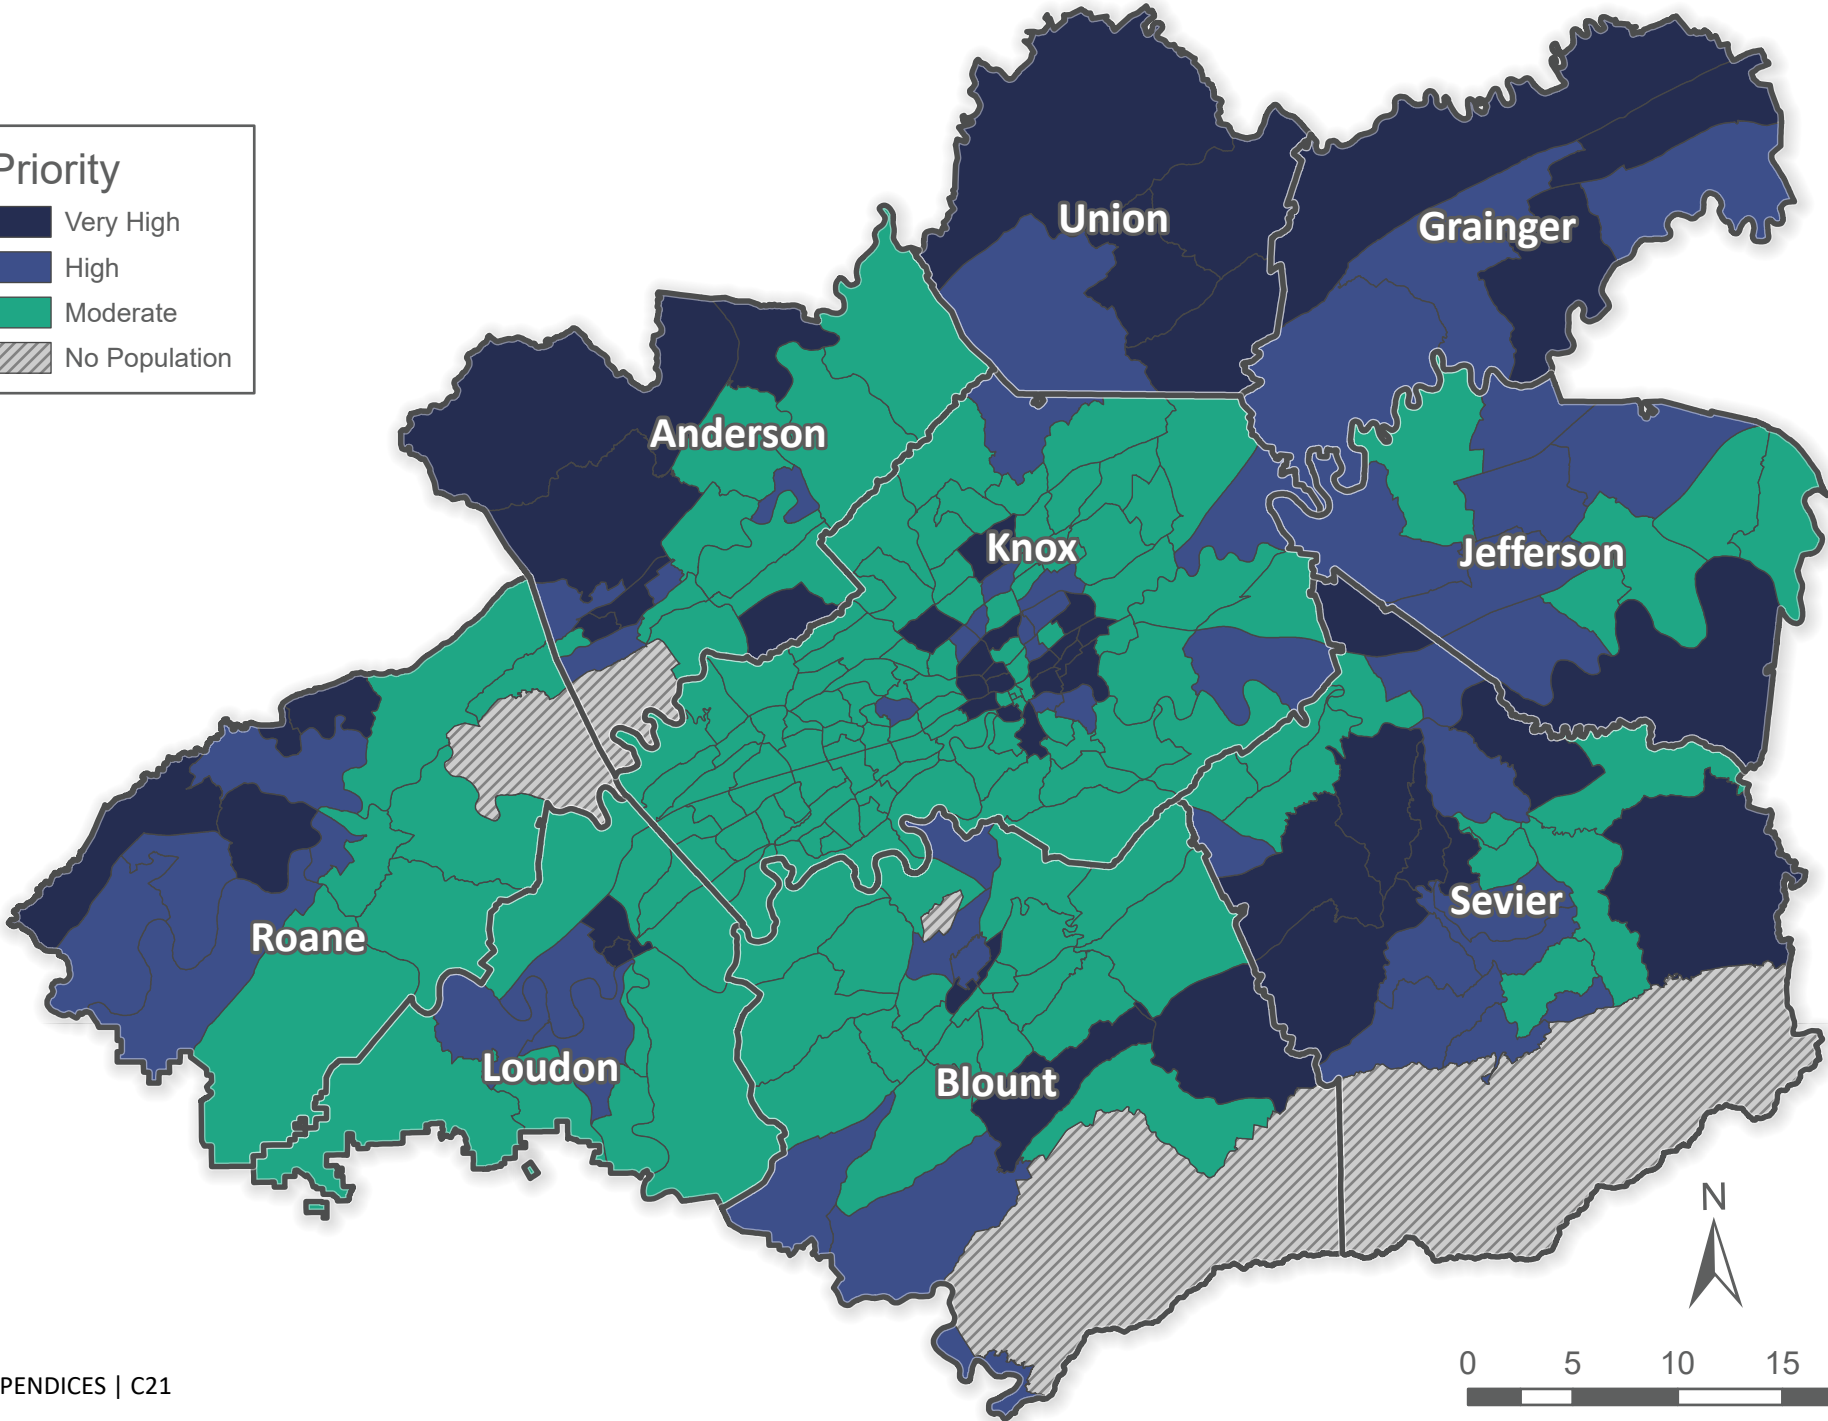 Priority
Very High
High
Moderate
No Population
Union
Grainger
Anderson
Knox
Jefferson
Roane
Sevier
Loudon
Blount
N
0 5 10 15
PENDICES | C21